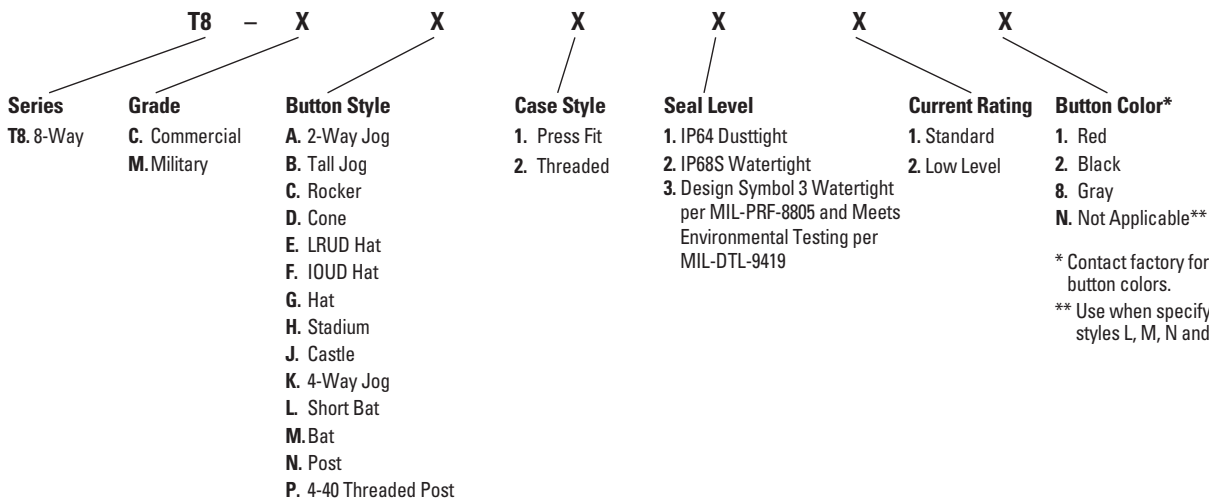 T8 – X X X X X X
Series
T8. 8-Way
Grade
C. Commercial
M. Military
Button Style
A. 2-Way Jog
B. Tall Jog
C. Rocker
D. Cone
E. LRUD Hat
F. IOUD Hat
G. Hat
H. Stadium
J. Castle
K. 4-Way Jog
L. Short Bat
M. Bat
N. Post
P. 4-40 Threaded Post
Case Style
1. Press Fit
2. Threaded
Seal Level
1. IP64 Dusttight
2. IP68S Watertight
3. Design Symbol 3 Watertight
per MIL-PRF-8805 and Meets
Environmental Testing per
MIL-DTL-9419
Current Rating
1. Standard
2. Low Level
Button Color*
1. Red
2. Black
8. Gray
N. Not Applicable**
* Contact factory for
button colors.
** Use when specify
styles L, M, N and